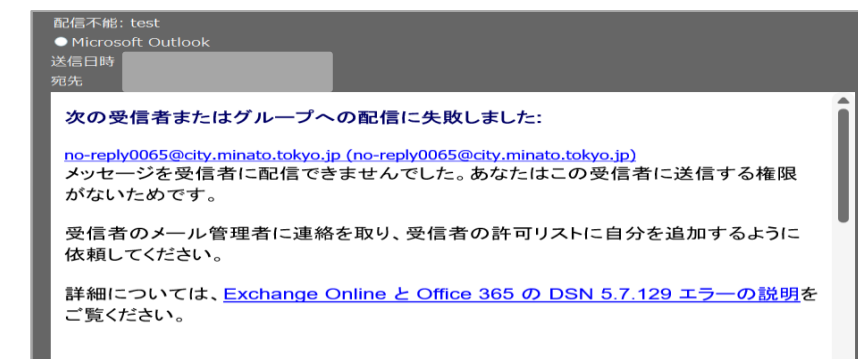 配信不能: test
Microsoft Outlook
送信日時
宛先
次の受信者またはグループへの配信に失敗しました:
no-reply0065@city.minato.tokyo.jp (no-reply0065@city.minato.tokyo.jp)
メッセージを受信者に配信できませんでした。あなたはこの受信者に送信する権限
がないためです。
受信者のメール管理者に連絡を取り、受信者の許可リストに自分を追加するように
依頼してください。
詳細については、Exchange Online と Office 365 の DSN 5.7.129 エラーの説明を
ご覧ください。